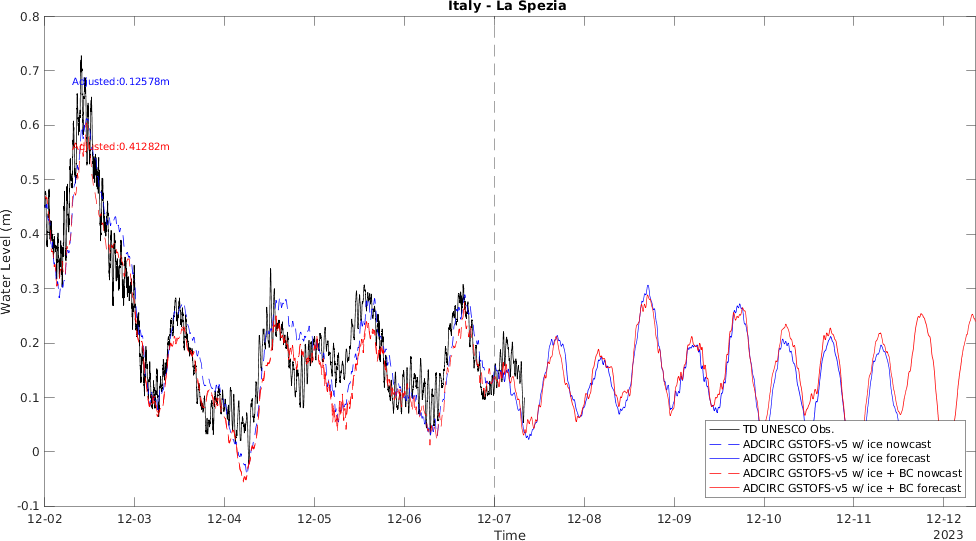 Italy - La Spezia
0.8
0.7
0.6
0.5
0.4
0.3
0.2
0.1
0
-0.1
Water Level (m)
Adjusted:0.12578m
Adjusted:0.41282m
TD UNESCO Obs.
ADCIRC GSTOFS-v5 w/ ice nowcast
ADCIRC GSTOFS-v5 w/ ice forecast
ADCIRC GSTOFS-v5 w/ ice + BC nowcast
ADCIRC GSTOFS-v5 w/ ice + BC forecast
12-02 12-03 12-04 12-05 12-06 12-07 12-08 12-09 12-10 12-11 12-12
Time
2023